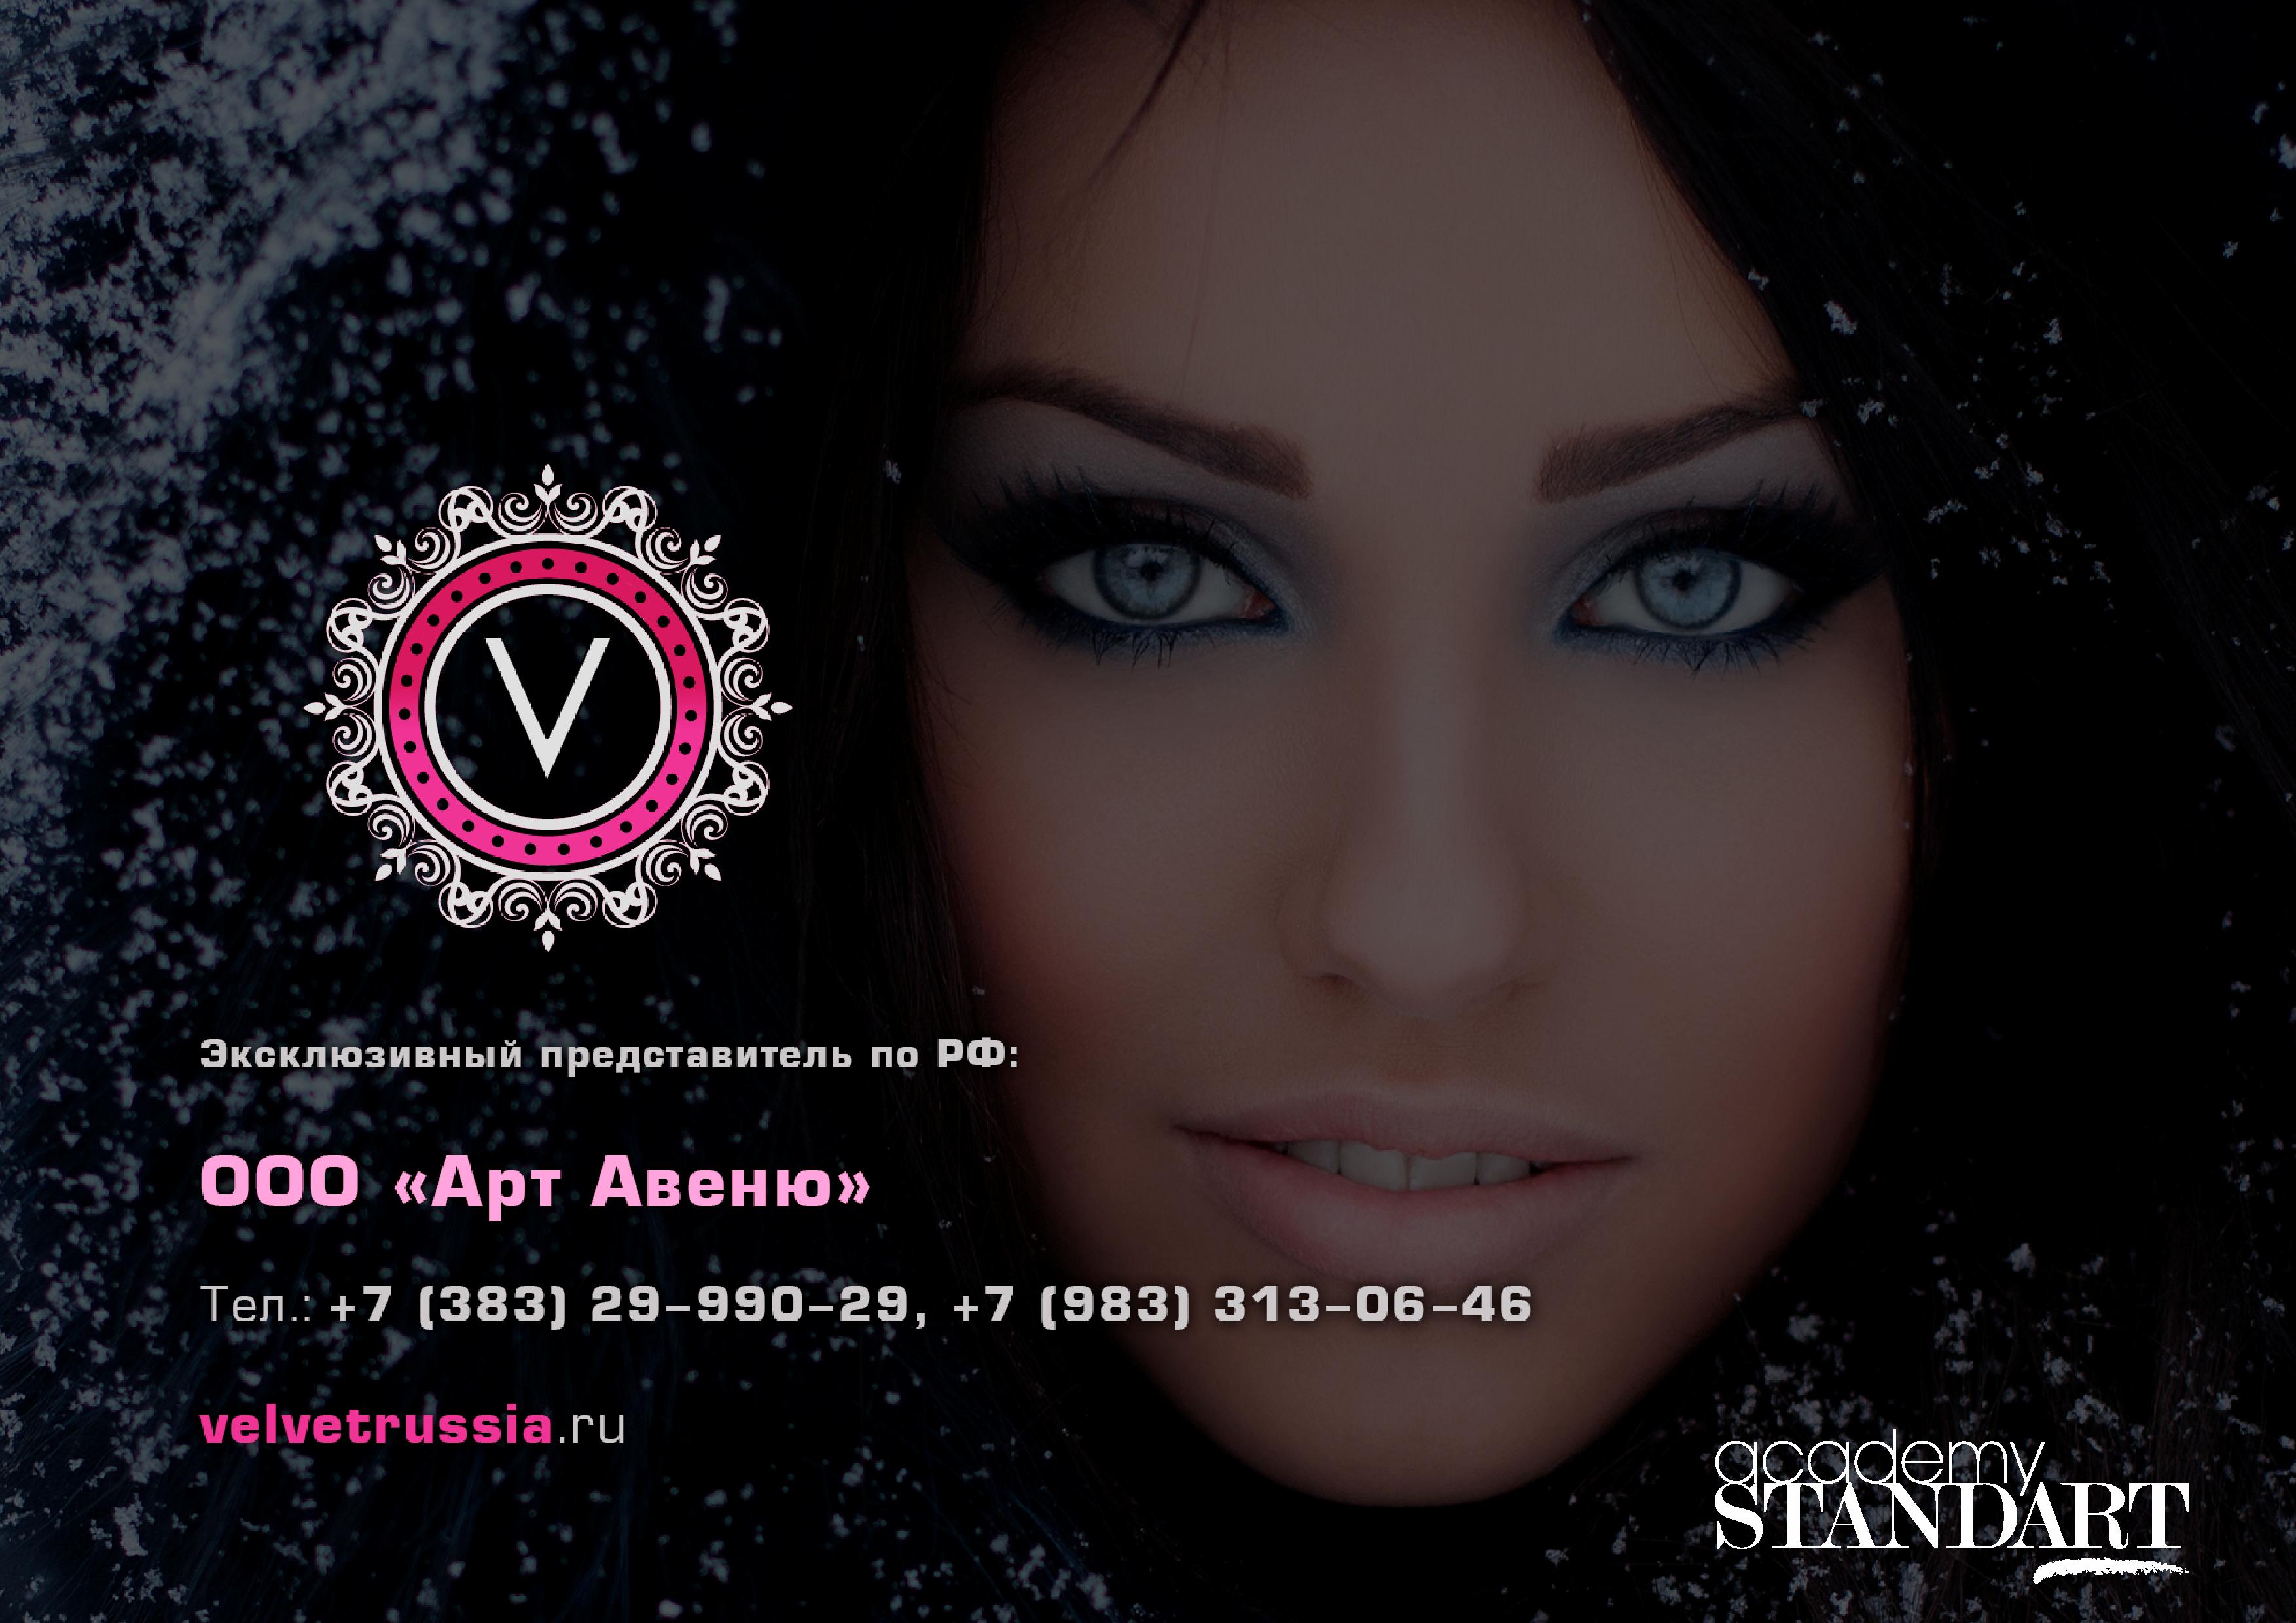 V
Эксклюзивный представитель по РФ:
ООО «Арт Авеню»
Тел.: +7 (383) 29-990-29, +7 (983) 313-06-46
velvetrussia.ru
academy
STANDART